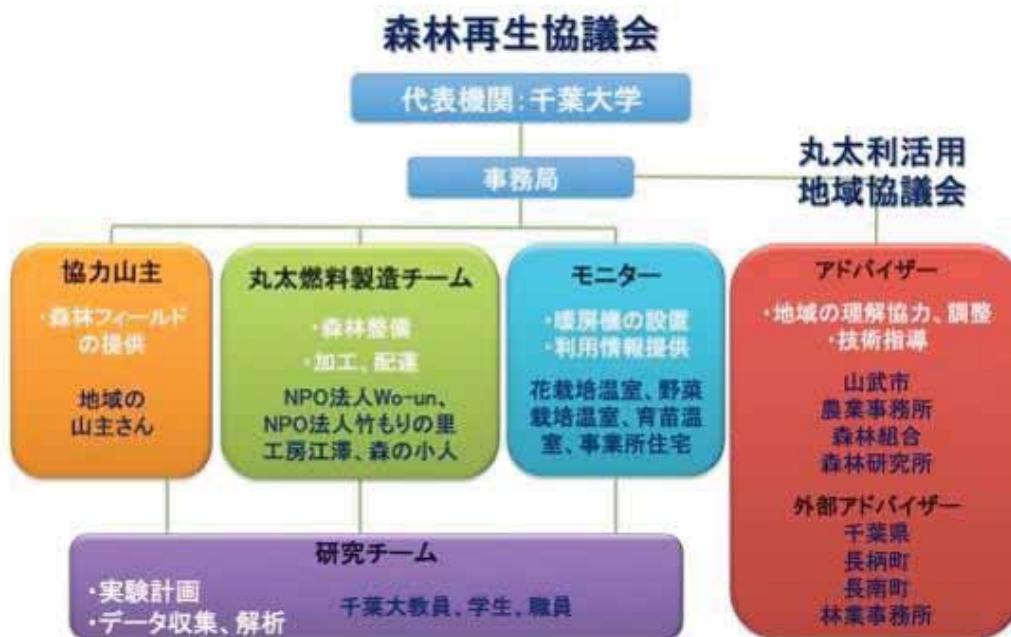 森林再生協議会
代表機関：千葉大学
事務局
丸太利活用
地域協議会
協力山主
・森林フィールド
の提供
地域の
山主さん
丸太燃料製造チーム
・森林整備
・加工、配達
NPO法人Wo-un、
NPO法人竹もりの里
工房江澤、森の小人
モニター
・暖房機の設置
・利用情報提供
花栽培温室、野菜
栽培温室、育苗温
室、事業所住宅
アドバイザー
・地域の理解協力、調整
・技術指導
山武市
農業事務所
森林組合
森林研究所
外部アドバイザー
千葉県
長柄町
長南町
林業事務所
研究チーム
・実験計画
・データ収集、解析
千葉大教員、学生、職員